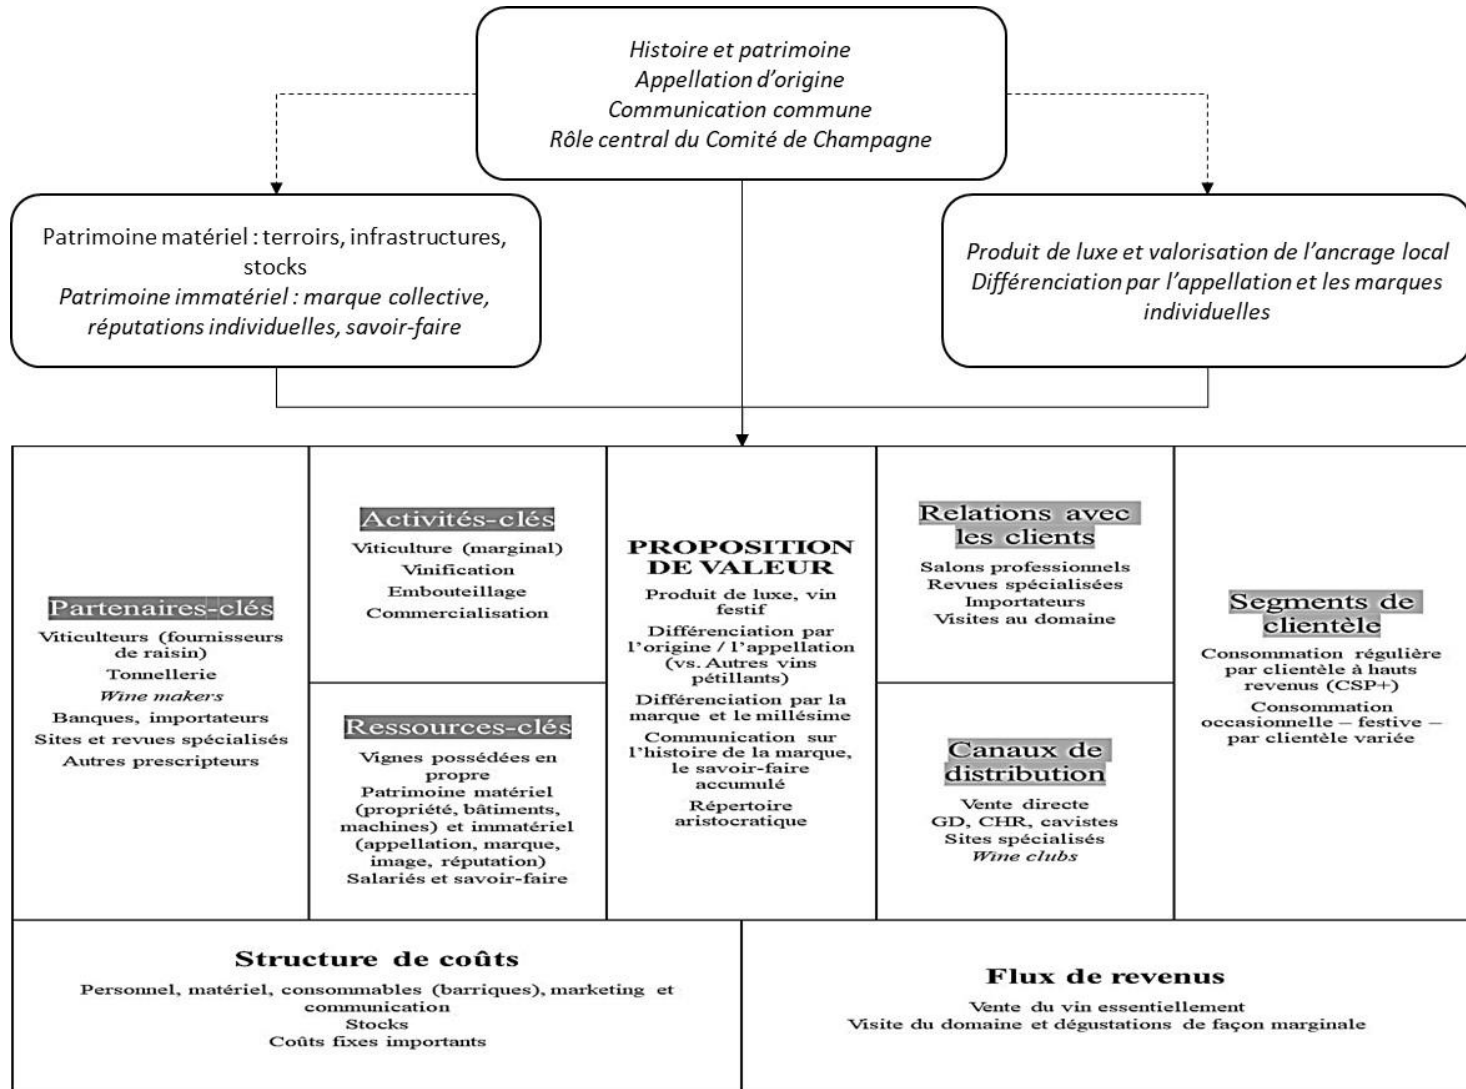 Histoire et patrimoine
Appellation d'origine
Communication commune
Rôle central du Comité de Champagne
Patrimoine matériel : terroirs, infrastructures,
stocks
Patrimoine immatériel : marque collective,
réputations individuelles, savoir-faire
Produit de luxe et valorisation de l'ancrage local
Différenciation par l'appellation et les marques
individuelles
Partenaires-clés
Viticulteurs (fournisseurs
de raisin)
Tonnellerie
Wine makers
Banques, importateurs
Sites et revues spécialisés
Autres prescripteurs
Activités-clés
Viticulture (marginal)
Vinification
Embouteillage
Commercialisation
Ressources-clés
Vignes possédées en
propre
Patrimoine matériel
(propriété, bâtiments,
machines) et immatériel
(appellation, marque,
image, réputation)
Salariés et savoir-faire
PROPOSITION
DE VALEUR
Produit de luxe, vin
festif
Différenciation par
l'origine / l'appellation
(vs. Autres vins
pétillants)
Différenciation par la
marque et le millésime
Communication sur
l'histoire de la marque,
le savoir-faire
accumulé
Répertoire
aristocratique
Relations avec
les clients
Salons professionnels
Revues spécialisées
Importateurs
Visites au domaine
Canaux de
distribution
Vente directe
GD, CHR, cavistes
Sites spécialisés
Wine clubs
Segments de
clientèle
Consommation régulière
par clientèle à hauts
revenus (CSP+)
Consommation
occasionnelle – festive –
par clientèle variée
Structure de coûts
Personnel, matériel, consommables (barriques), marketing et
communication
Stocks
Coûts fixes importants
Flux de revenus
Vente du vin essentiellement
Visite du domaine et dégustations de façon marginale